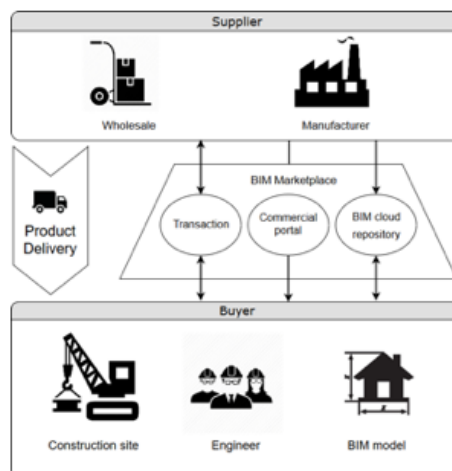 Supplier
Wholesale
Manufacturer
BIM Marketplace
Transaction
Commercial
portal
BIM cloud
repository
Product
Delivery
Buyer
Construction site
Engineer
BIM model